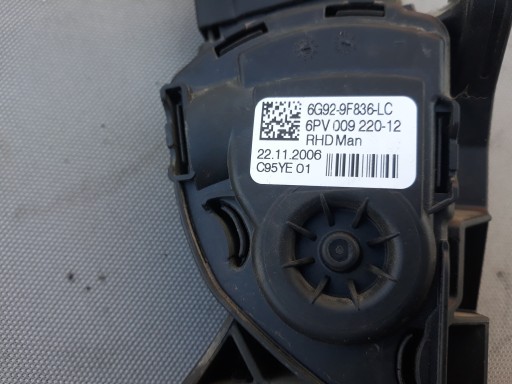 6G92-9F836-LC
6PV 009 220-12
RHD Man
22.11.2006
C95YE 01